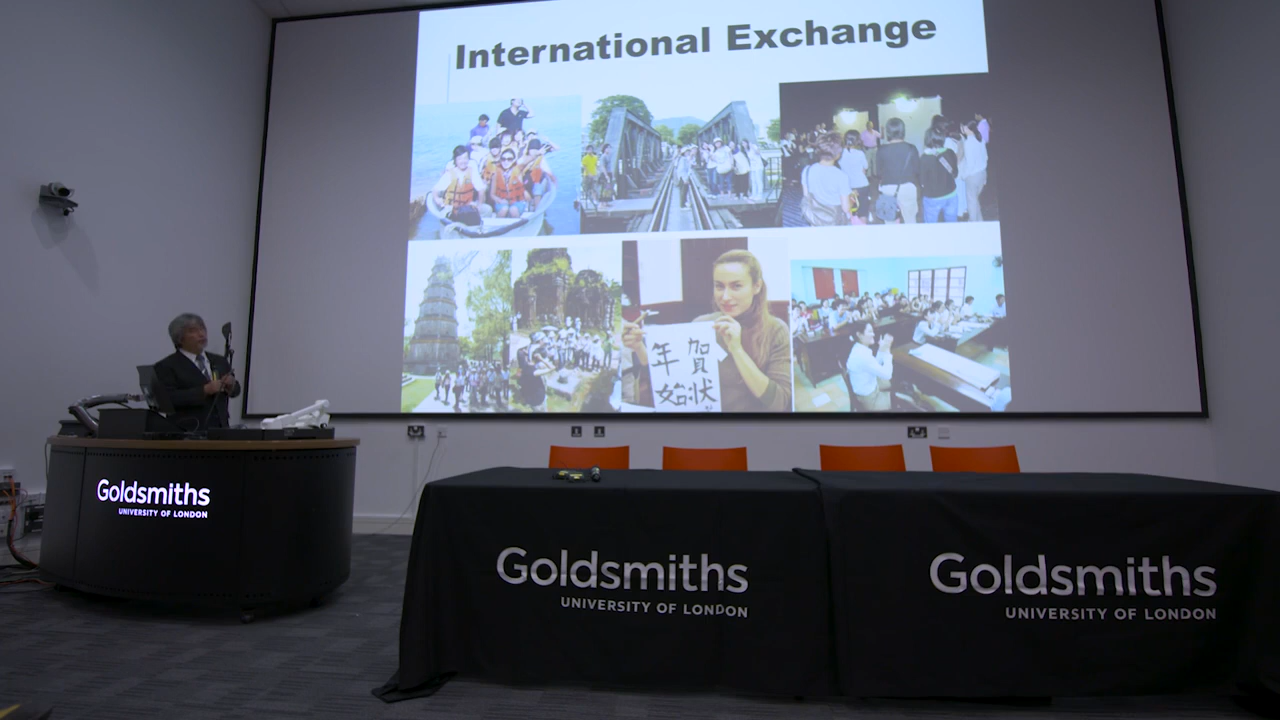 International Exchange
賀状
年始
Goldsmiths
UNIVERSITY OF LONDON
Goldsmiths
UNIVERSITY OF LONDON
Goldsmiths
UNIVERSITY OF LONDON